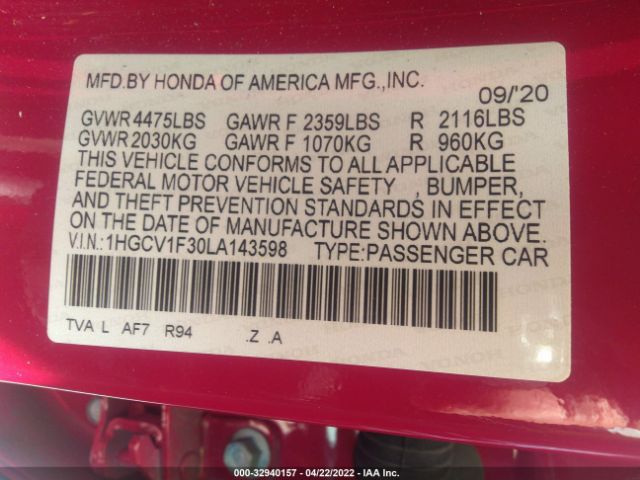 MFD.BY HONDA OF AMERICA MFG.,INC.
09/'20
GVWR 4475LBS GAWR F 2359LBS R 2116LBS
GVWR 2030KG GAWR F 1070KG R 960KG
THIS VEHICLE CONFORMS TO ALL APPLICABLE
FEDERAL MOTOR VEHICLE SAFETY , BUMPER,
AND THEFT PREVENTION STANDARDS IN EFFECT
ON THE DATE OF MANUFACTURE SHOWN ABOVE.
V.I.N.:1HGCV1F30LA143598 TYPE:PASSENGER CAR
TVA L AF7 R94 .Z .A
000-32940157 - 04/22/2022 - IAA Inc.